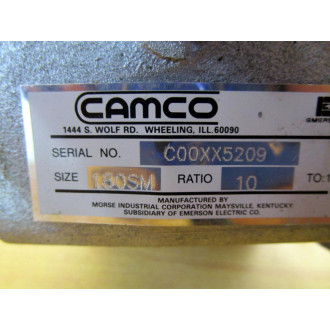 CAMCO
1444 S. WOLF RD. WHEELING, ILL.60090
SERIAL NO. C00XX5209
SIZE 180SM RATIO 10 TO:1
MANUFACTURED BY
MORSE INDUSTRIAL CORPORATION MAYSVILLE, KENTUCKY
SUBSIDIARY OF EMERSON ELECTRIC CO.